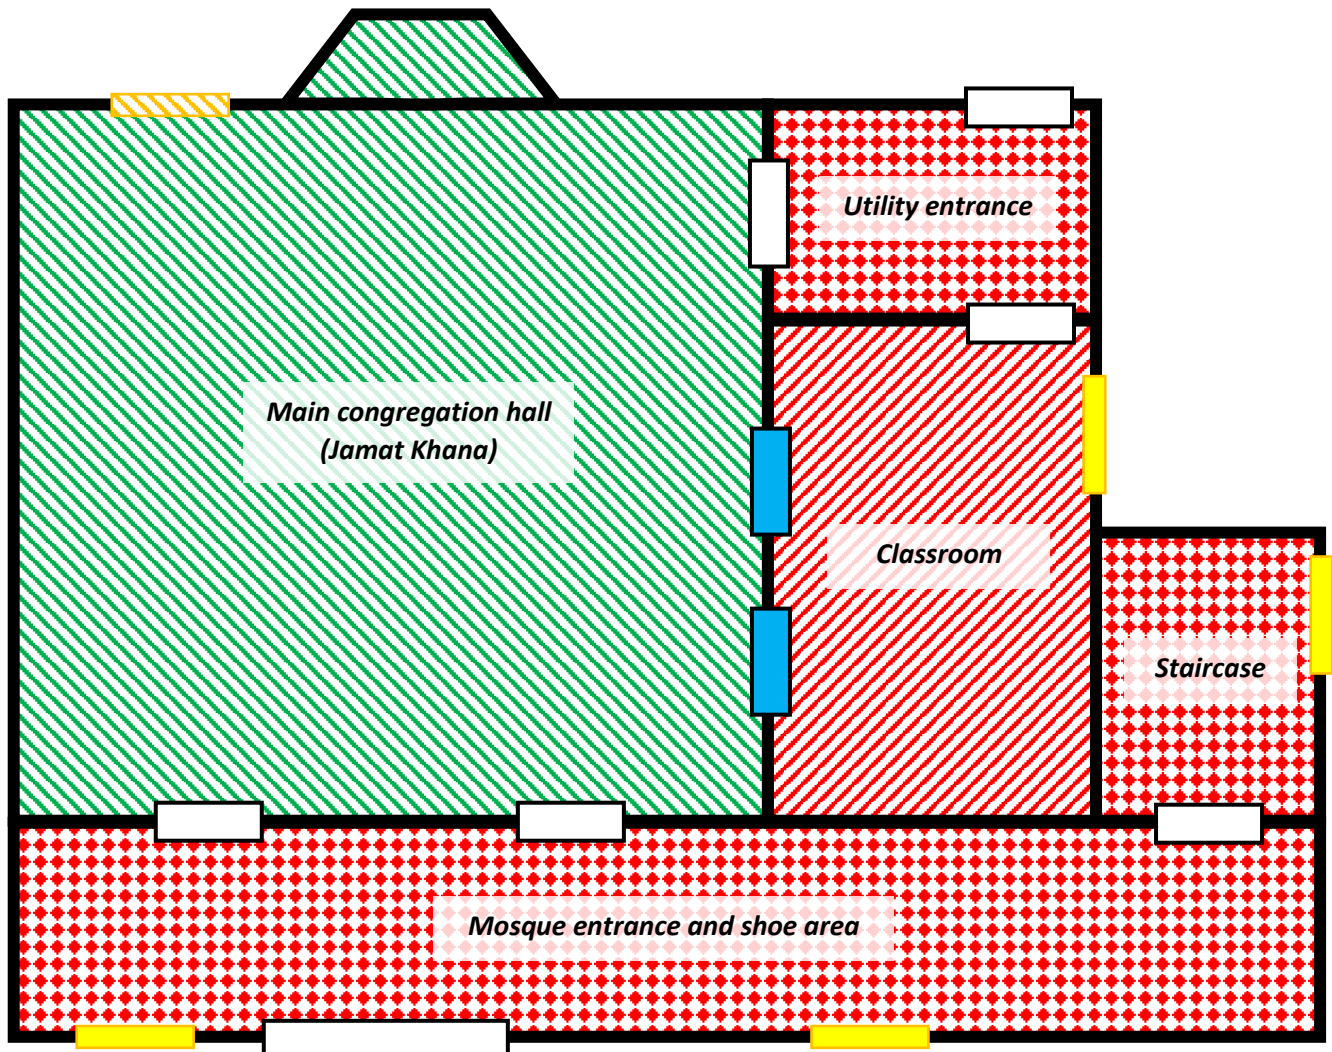 Utility entrance
Main congregation hall
(Jamat Khana)
Classroom
Staircase
Mosque entrance and shoe area